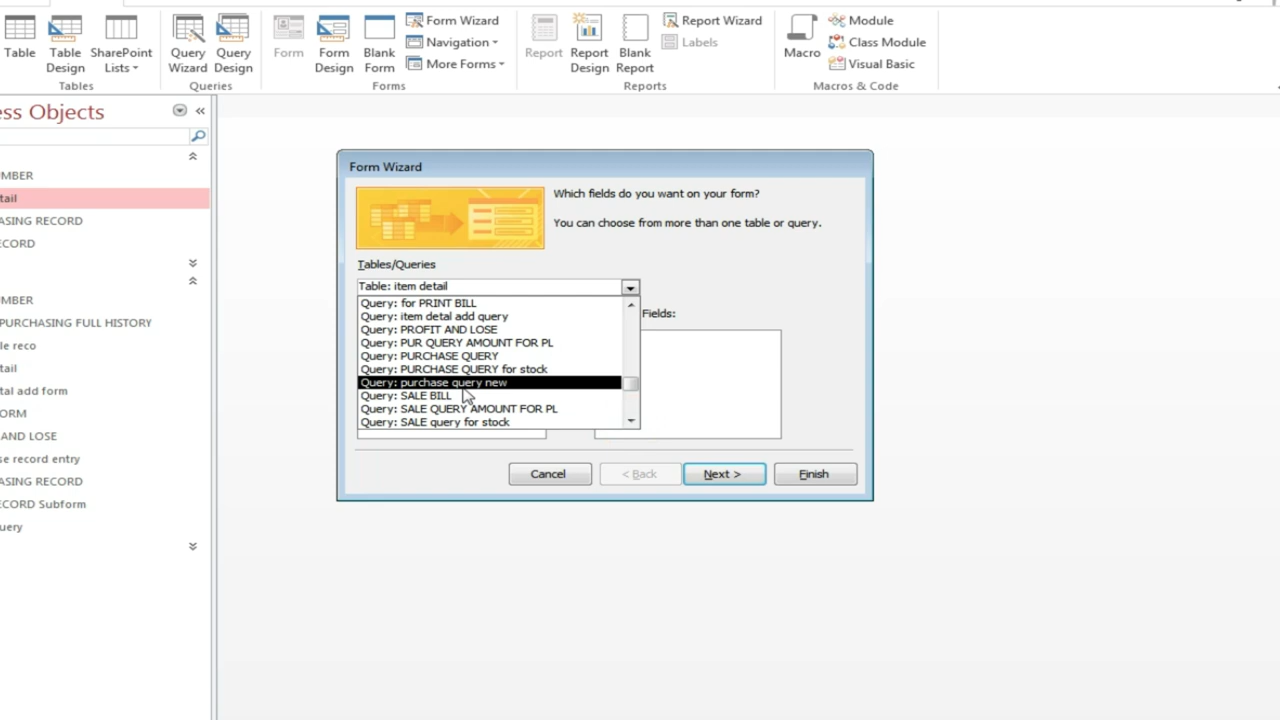 Table
Table Design
SharePoint Lists
Tables
Query Wizard
Query Design
Queries
Form
Form Design
Blank Form
Form Wizard
Navigation
More Forms
Forms
Report
Report Design
Blank Report
Report Wizard
Labels
Reports
Macro
Module
Class Module
Visual Basic
Macros & Code
ess Objects
MBER
tail
ASING RECORD
ECORD
MBER
PURCHASING FULL HISTORY
le reco
tail
tal add form
ORM
AND LOSE
se record entry
ASING RECORD
ECORD Subform
uery
Form Wizard
Which fields do you want on your form?
You can choose from more than one table or query.
Tables/Queries
Table: item detail
Query: for PRINT BILL
Query: item detal add query
Query: PROFIT AND LOSE
Query: PUR QUERY AMOUNT FOR PL
Query: PURCHASE QUERY
Query: PURCHASE QUERY for stock
Query: purchase query new
Query: SALE BILL
Query: SALE QUERY AMOUNT FOR PL
Query: SALE query for stock
Fields:
Cancel
< Back
Next >
Finish